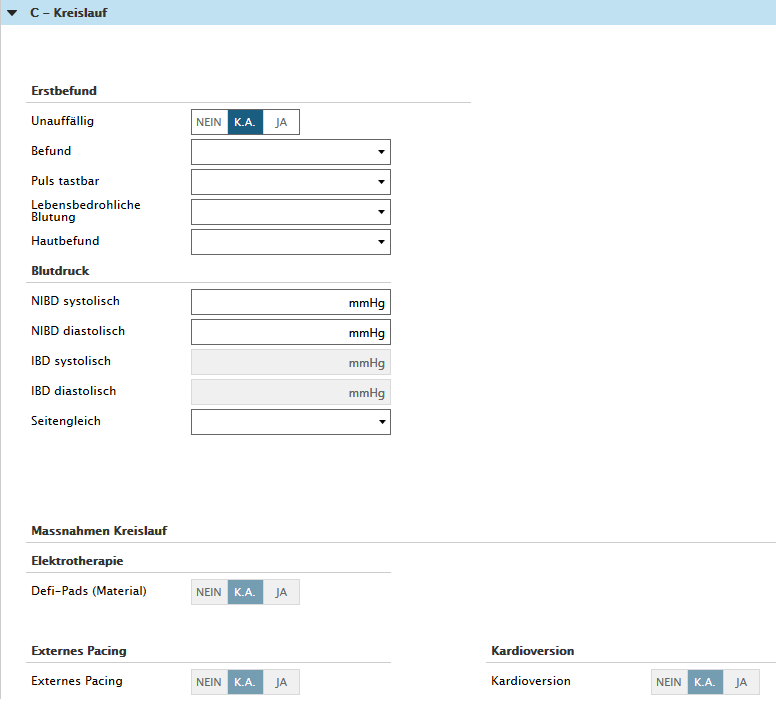 C – Kreislauf
Erstbefund
Unauffällig NEIN K.A. JA
Befund
Puls tastbar
Lebensbedrohliche
Blutung
Hautbefund
Blutdruck
NIBD systolisch mmHg
NIBD diastolisch mmHg
IBD systolisch mmHg
IBD diastolisch mmHg
Seitengleich
Massnahmen Kreislauf
Elektrotherapie
Defi-Pads (Material) NEIN K.A. JA
Externes Pacing Kardioversion
Externes Pacing NEIN K.A. JA Kardioversion NEIN K.A. JA